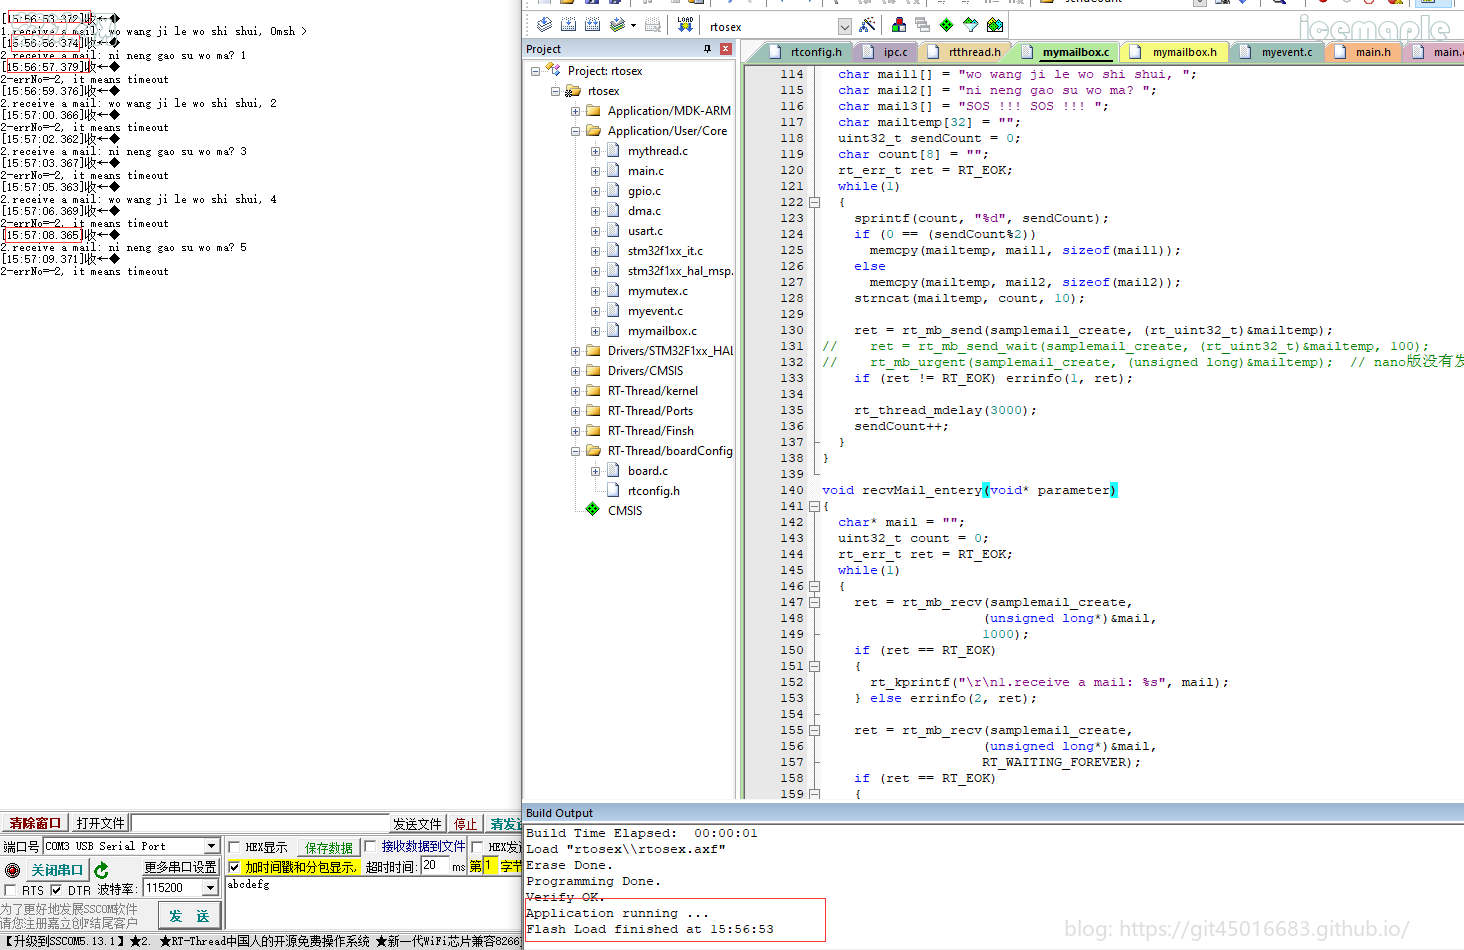 [15:56:53.372]收←◆
1.receive a mail: wo wang ji le wo shi shui, 0msh >
[15:56:56.374]收←◆
2.receive a mail: ni neng gao su wo ma? 1
[15:56:57.379]收←◆
2-errNo=-2, it means timeout
[15:56:59.376]收←◆
2.receive a mail: wo wang ji le wo shi shui, 2
[15:57:00.366]收←◆
2-errNo=-2, it means timeout
[15:57:02.362]收←◆
2.receive a mail: ni neng gao su wo ma? 3
[15:57:03.367]收←◆
2-errNo=-2, it means timeout
[15:57:05.363]收←◆
2.receive a mail: wo wang ji le wo shi shui, 4
[15:57:06.369]收←◆
2-errNo=-2, it means timeout
[15:57:08.365]收←◆
2.receive a mail: ni neng gao su wo ma? 5
[15:57:09.371]收←◆
2-errNo=-2, it means timeout
清除窗口 打开文件 发送文件 停止 清发
端口号 COM3 USB Serial Port HEX显示 保存数据 接收数据到文件 HEX发
关闭串口 更多串口设置 加时间戳和分包显示, 超时时间: 20 ms 第 1 字节
RTS DTR 波特率: 115200 abcdefg
为了更好地发展SSCOM软件
请您注册嘉立创F结尾客户
发 送
【升级到SSCOM5.13.1】★2. ★RT-Thread中国人的开源免费操作系统 ★新一代WiFi芯片兼容8266
LOAD rtosex
icemaple
Project
Project: rtosex
rtosex
Application/MDK-ARM
Application/User/Core
mythread.c
main.c
gpio.c
dma.c
usart.c
stm32f1xx_it.c
stm32f1xx_hal_msp.
mymutex.c
myevent.c
mymailbox.c
Drivers/STM32F1xx_HAL
Drivers/CMSIS
RT-Thread/kernel
RT-Thread/Ports
RT-Thread/Finsh
RT-Thread/boardConfig
board.c
rtconfig.h
CMSIS
rtconfig.h ipc.c rtthread.h mymailbox.c mymailbox.h myevent.c main.h main.
114 char mail1[] = "wo wang ji le wo shi shui, ";
115 char mail2[] = "ni neng gao su wo ma? ";
116 char mail3[] = "SOS !!! SOS !!! ";
117 char mailtemp[32] = "";
118 uint32_t sendCount = 0;
119 char count[8] = "";
120 rt_err_t ret = RT_EOK;
121 while(1)
122 {
123 sprintf(count, "%d", sendCount);
124 if (0 == (sendCount%2))
125 memcpy(mailtemp, mail1, sizeof(mail1));
126 else
127 memcpy(mailtemp, mail2, sizeof(mail2));
128 strncat(mailtemp, count, 10);
129
130 ret = rt_mb_send(samplemail_create, (rt_uint32_t)&mailtemp);
131 // ret = rt_mb_send_wait(samplemail_create, (rt_uint32_t)&mailtemp, 100);
132 // rt_mb_urgent(samplemail_create, (unsigned long)&mailtemp); // nano版没有发
133 if (ret != RT_EOK) errinfo(1, ret);
134
135 rt_thread_mdelay(3000);
136 sendCount++;
137 }
138 }
139
140 void recvMail_entery(void* parameter)
141 {
142 char* mail = "";
143 uint32_t count = 0;
144 rt_err_t ret = RT_EOK;
145 while(1)
146 {
147 ret = rt_mb_recv(samplemail_create,
148 (unsigned long*)&mail,
149 1000);
150 if (ret == RT_EOK)
151 {
152 rt_kprintf("\r\n1.receive a mail: %s", mail);
153 } else errinfo(2, ret);
154
155 ret = rt_mb_recv(samplemail_create,
156 (unsigned long*)&mail,
157 RT_WAITING_FOREVER);
158 if (ret == RT_EOK)
159 {
Build Output
Build Time Elapsed: 00:00:01
Load "rtosex\\rtosex.axf"
Erase Done.
Programming Done.
Verify OK.
Application running ...
Flash Load finished at 15:56:53
blog: https://git45016683.github.io/